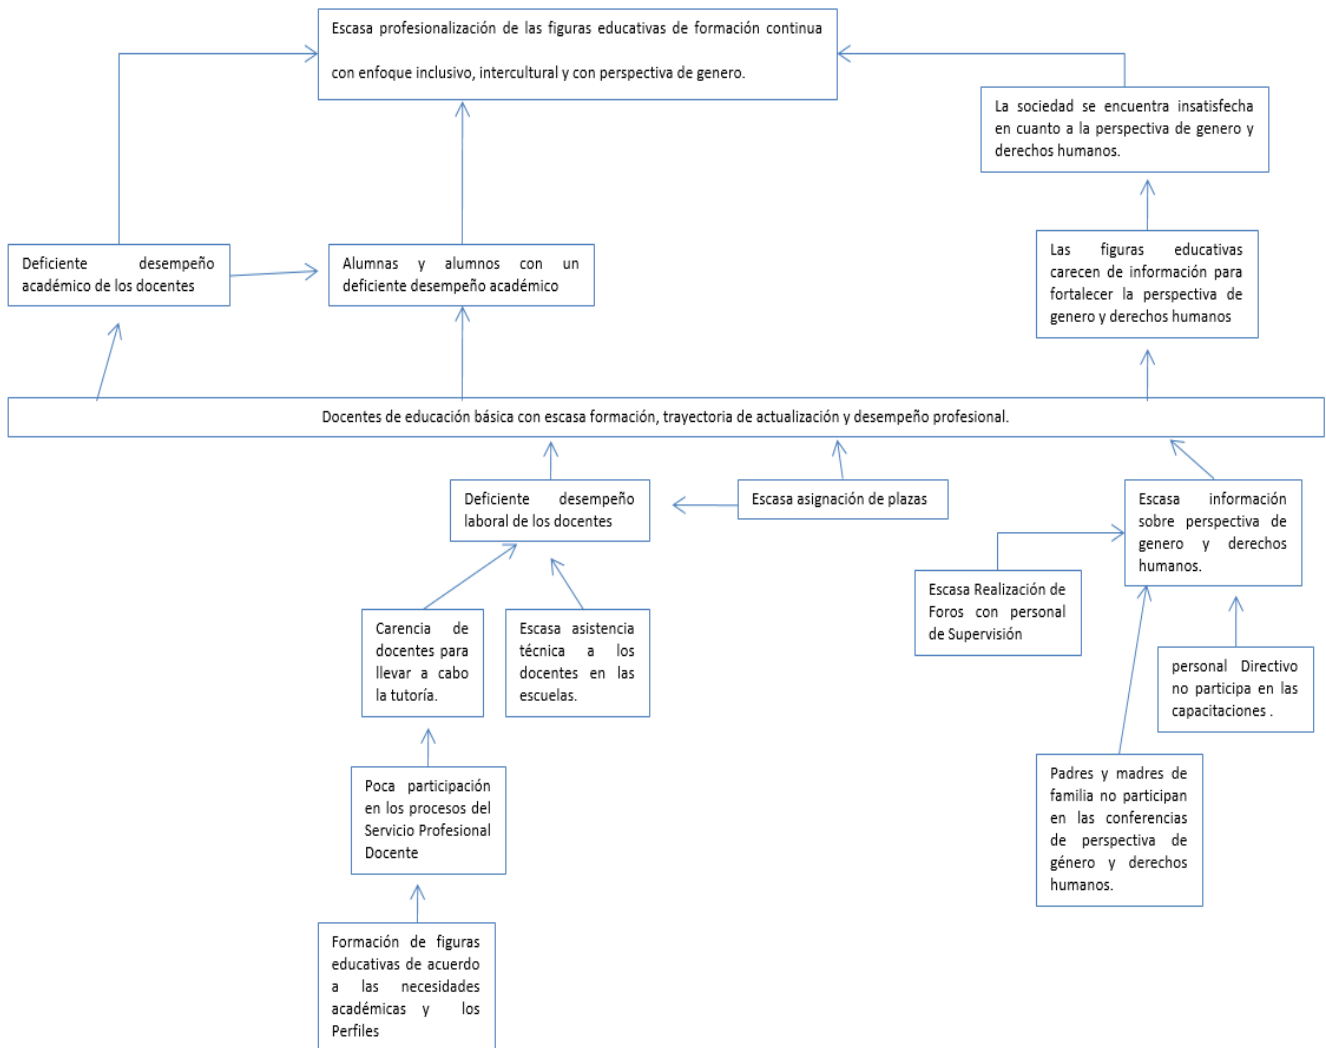 Escasa profesionalización de las figuras educativas de formación continua
con enfoque inclusivo, intercultural y con perspectiva de genero.
La sociedad se encuentra insatisfecha
en cuanto a la perspectiva de genero y
derechos humanos.
Deficiente desempeño
académico de los docentes
Alumnas y alumnos con un
deficiente desempeño académico
Las figuras educativas
carecen de información para
fortalecer la perspectiva de
genero y derechos humanos
Docentes de educación básica con escasa formación, trayectoria de actualización y desempeño profesional.
Deficiente desempeño
laboral de los docentes
Escasa asignación de plazas
Escasa información
sobre perspectiva de
genero y derechos
humanos.
Escasa Realización de
Foros con personal
de Supervisión
Carencia de
docentes para
llevar a cabo
la tutoría.
Escasa asistencia
técnica a los
docentes en las
escuelas.
personal Directivo
no participa en las
capacitaciones .
Poca participación
en los procesos del
Servicio Profesional
Docente
Padres y madres de
familia no participan
en las conferencias
de perspectiva de
género y derechos
humanos.
Formación de figuras
educativas de acuerdo
a las necesidades
académicas y los
Perfiles